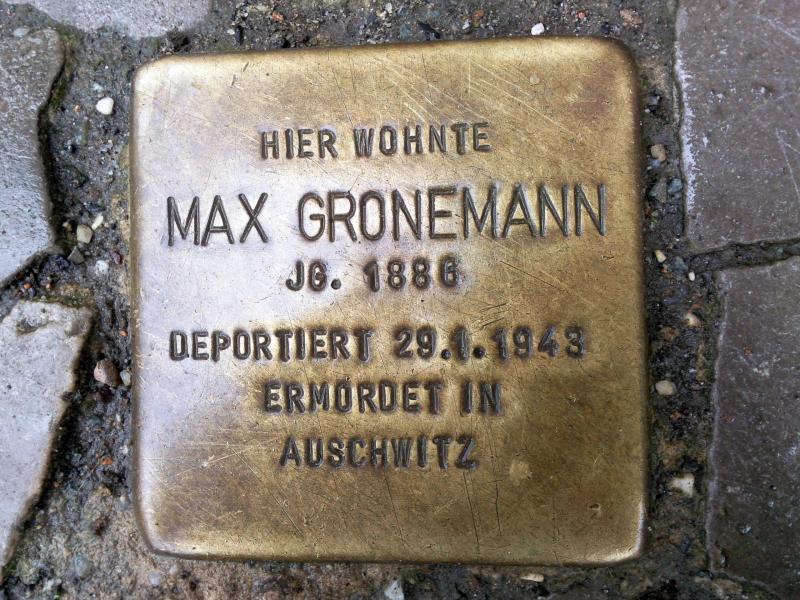 HIER WOHNTE
MAX GRONEMANN
JG. 1886
DEPORTIERT 29.1.1943
ERMORDET IN
AUSCHWITZ